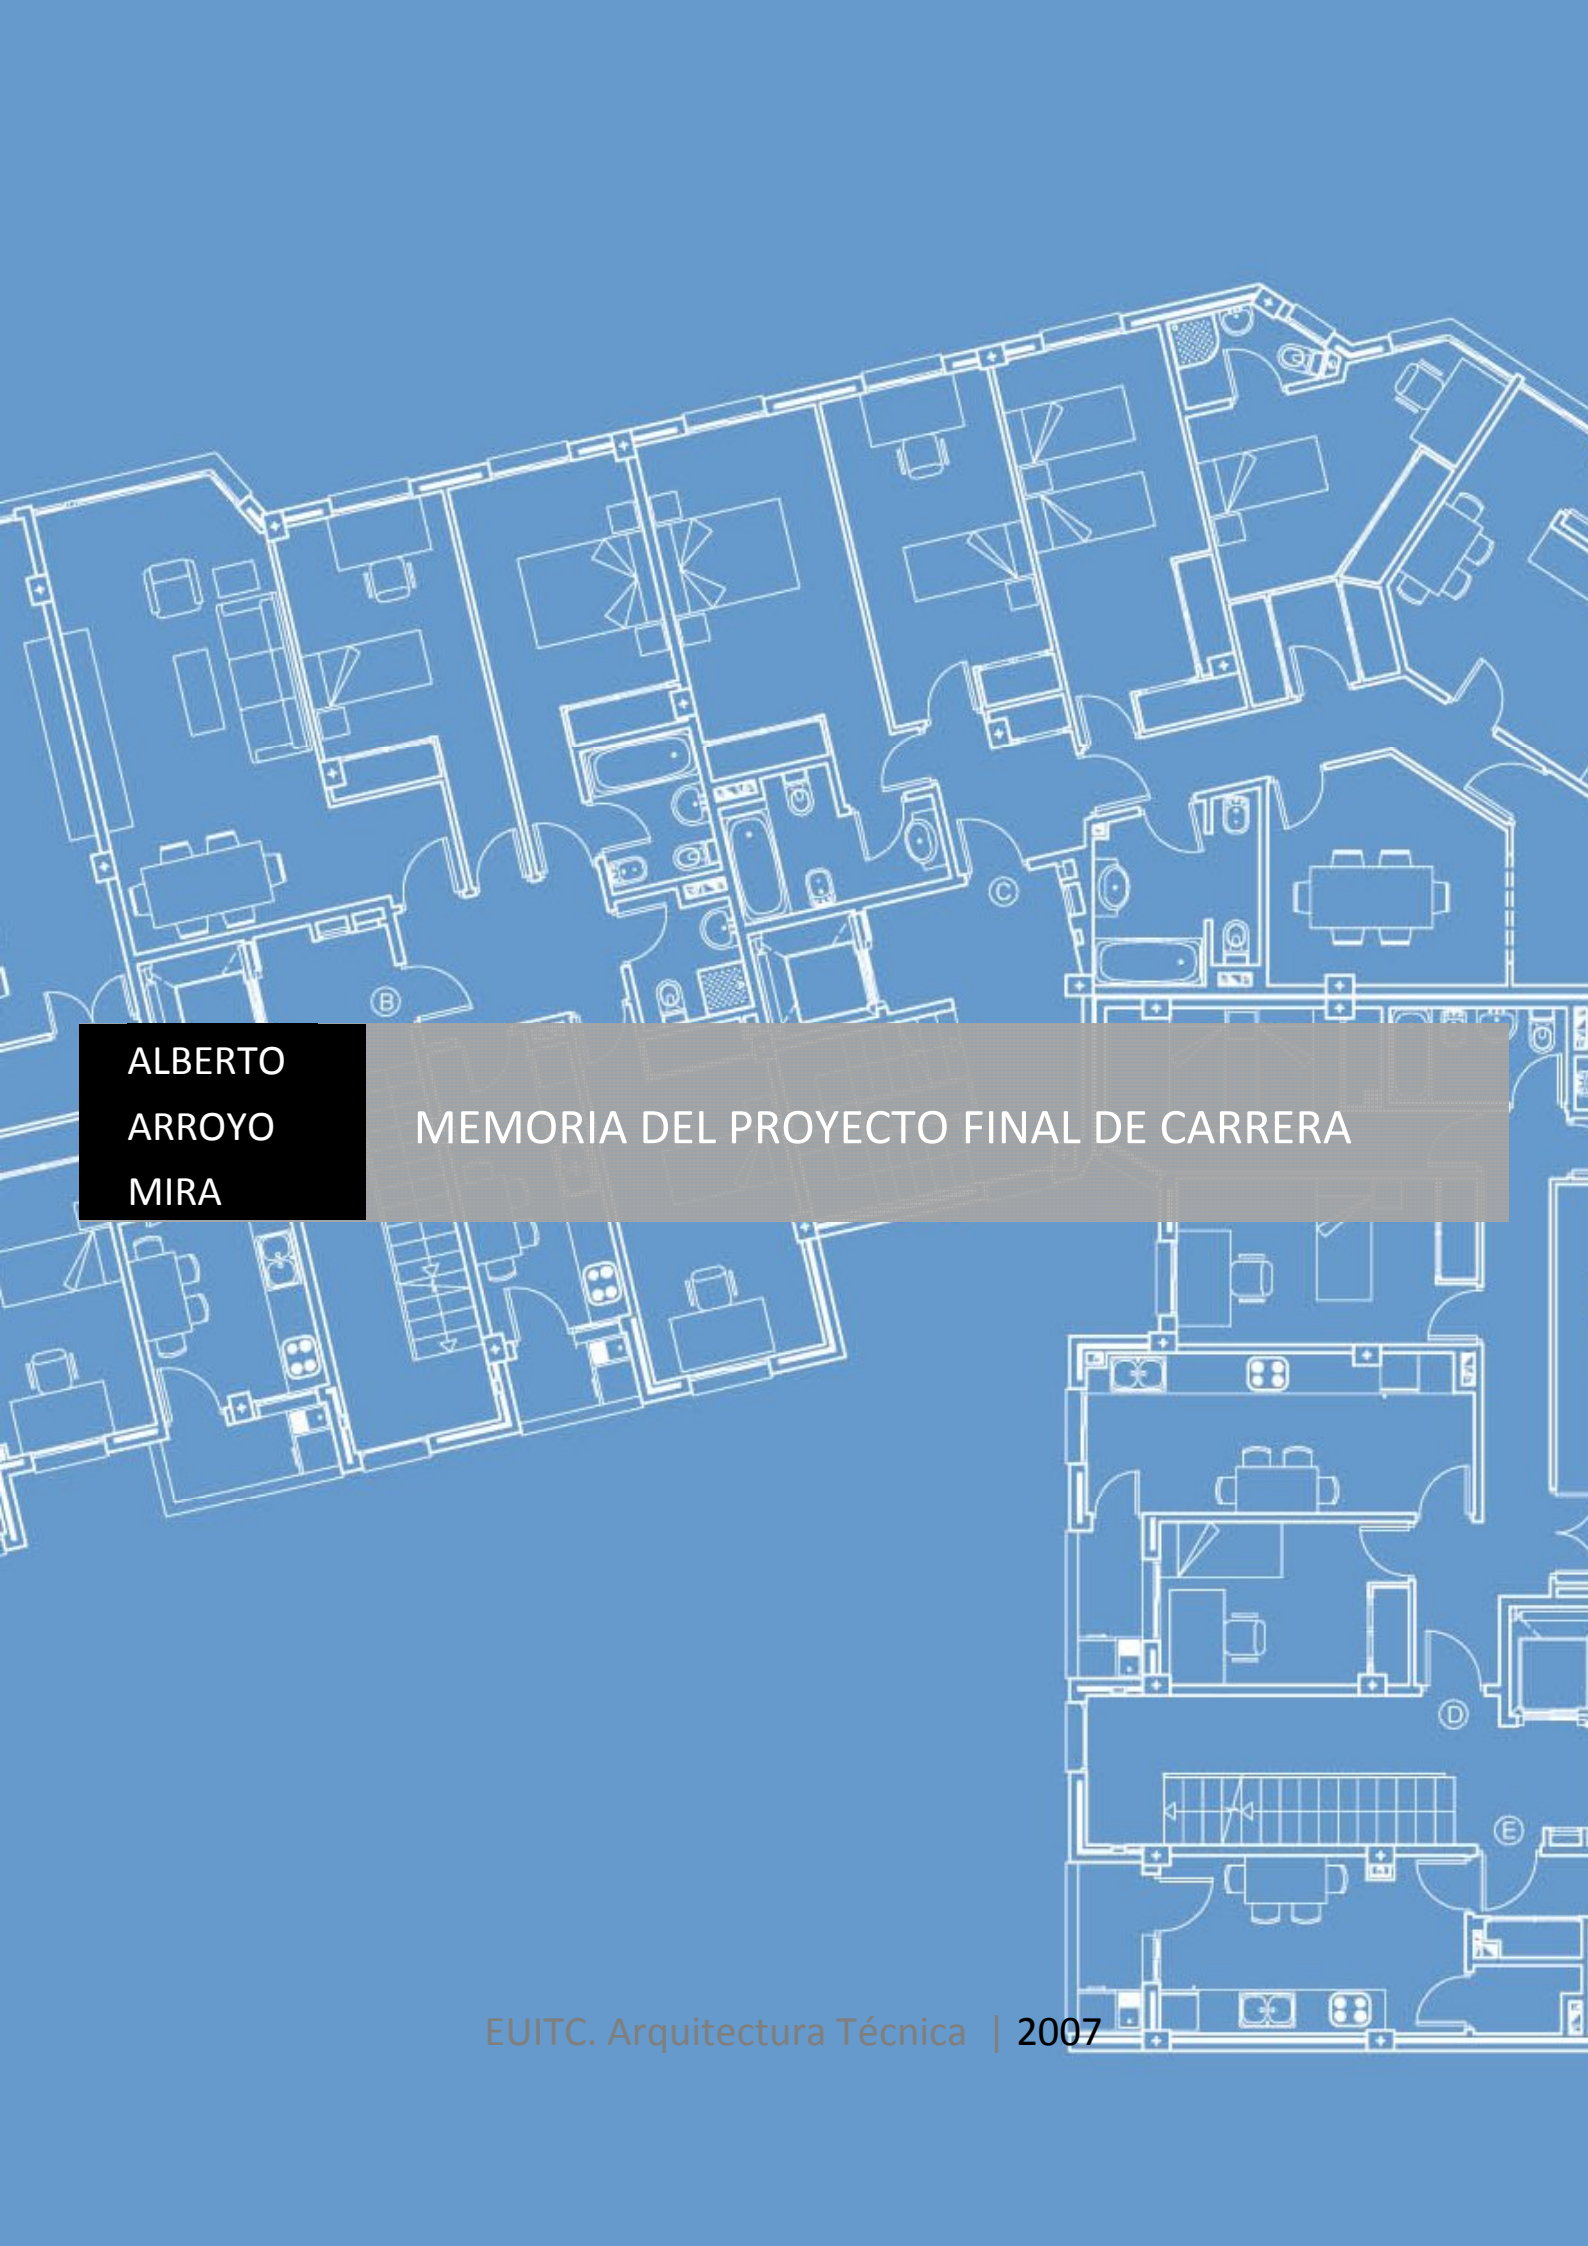 C
B
ALBERTO
ARROYO
MIRA
MEMORIA DEL PROYECTO FINAL DE CARRERA
D
E
EUITC. Arquitectura Técnica | 2007